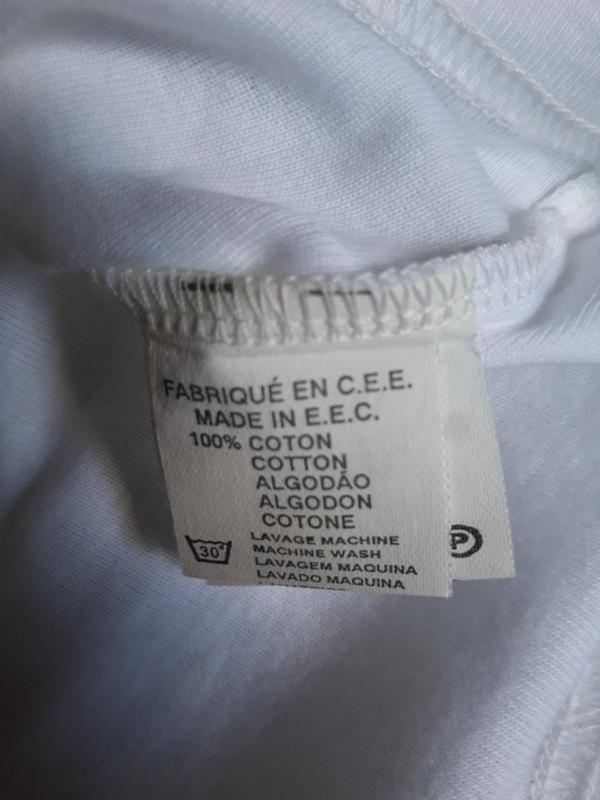 FABRIQUÉ EN C.E.E.
MADE IN E.E.C.
100% COTON
COTTON
ALGODÃO
ALGODON
COTONE
30°
LAVAGE MACHINE
MACHINE WASH
LAVAGEM MAQUINA
LAVADO MAQUINA
P